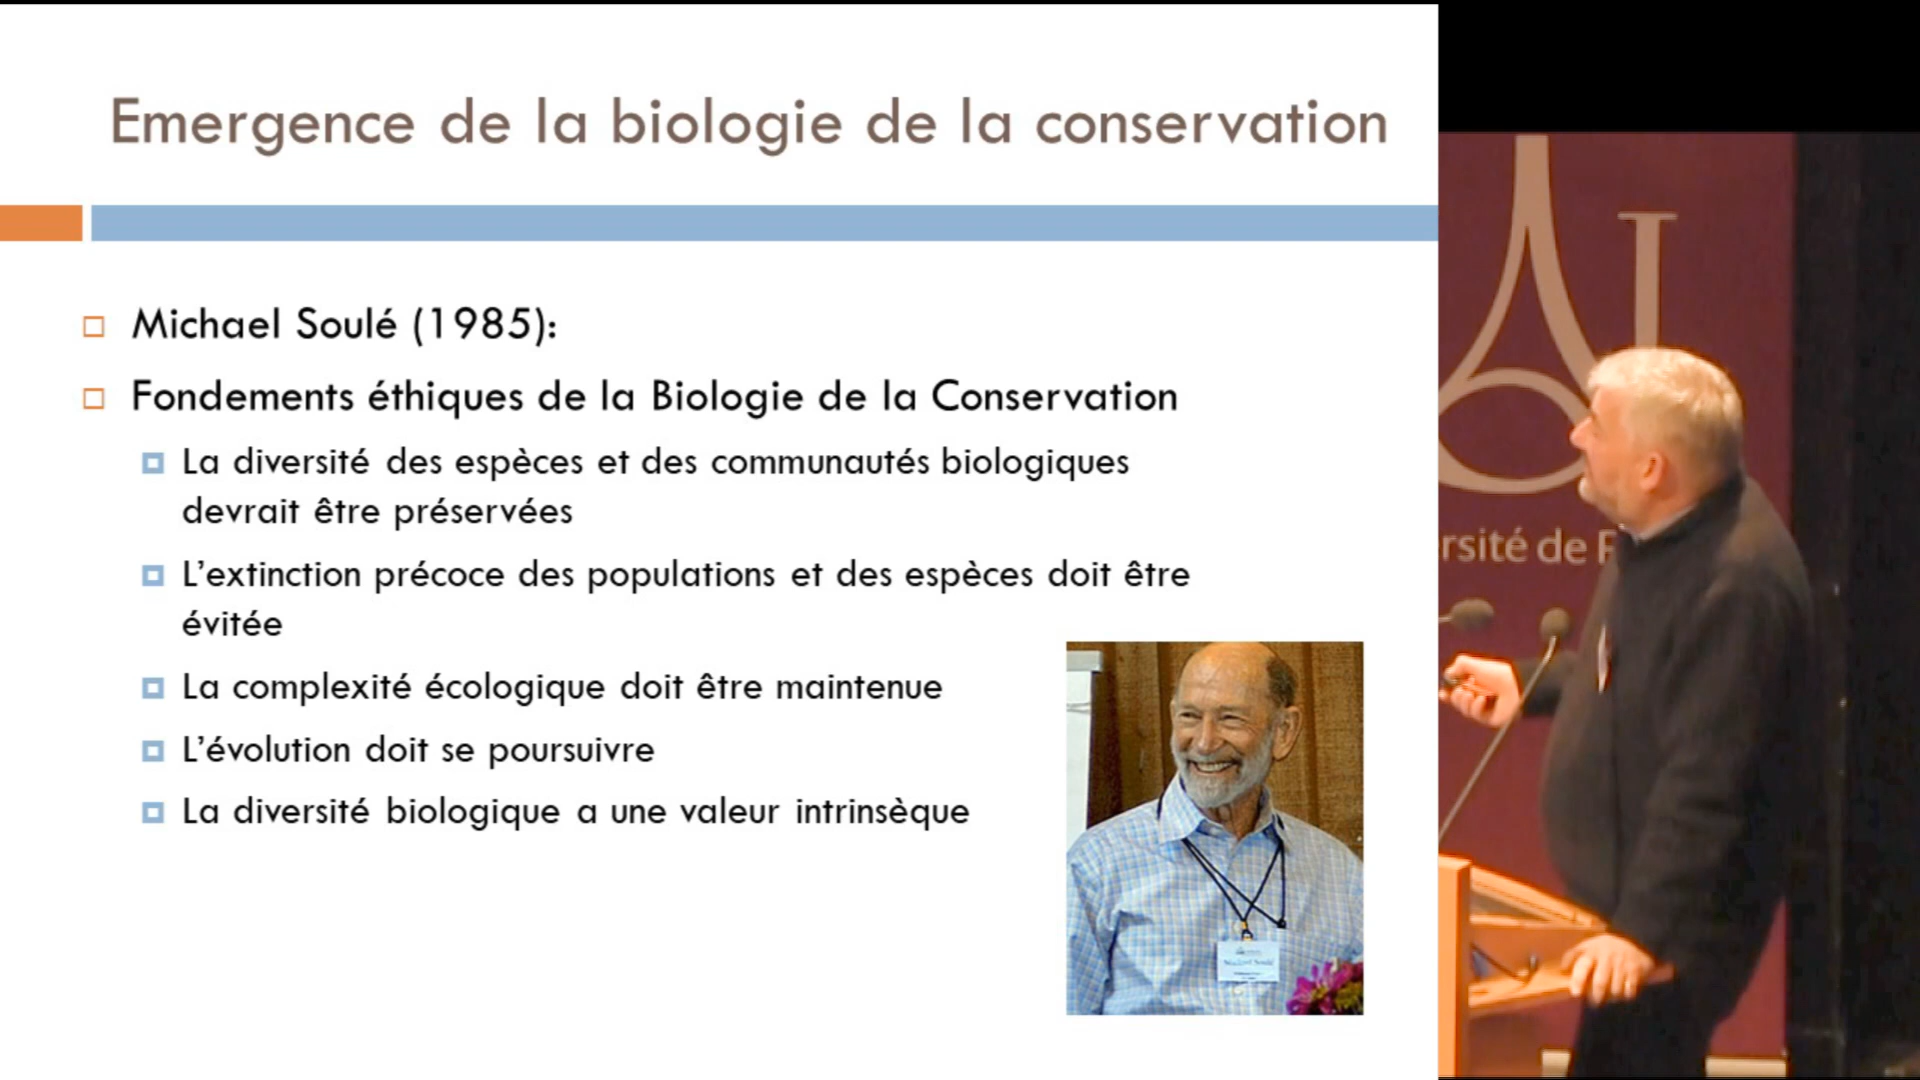 Emergence de la biologie de la conservation
Michael Soulé (1985):
Fondements éthiques de la Biologie de la Conservation
La diversité des espèces et des communautés biologiques
devrait être préservées
L'extinction précoce des populations et des espèces doit être
évitée
La complexité écologique doit être maintenue
L'évolution doit se poursuivre
La diversité biologique a une valeur intrinsèque
rsité de